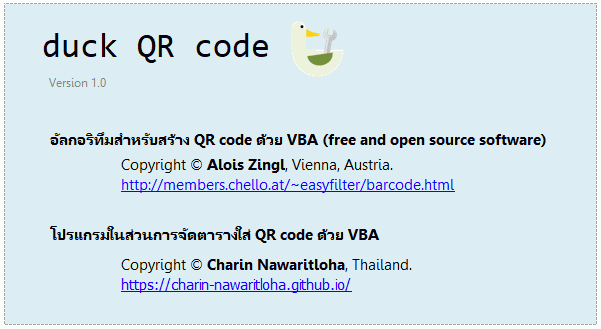 duck QR code
Version 1.0
อัลกอริทึมสำหรับสร้าง QR code ด้วย VBA (free and open source software)
Copyright © Alois Zingl, Vienna, Austria.
http://members.chello.at/~easyfilter/barcode.html
โปรแกรมในส่วนการจัดตารางใส่ QR code ด้วย VBA
Copyright © Charin Nawaritloha, Thailand.
https://charin-nawaritloha.github.io/